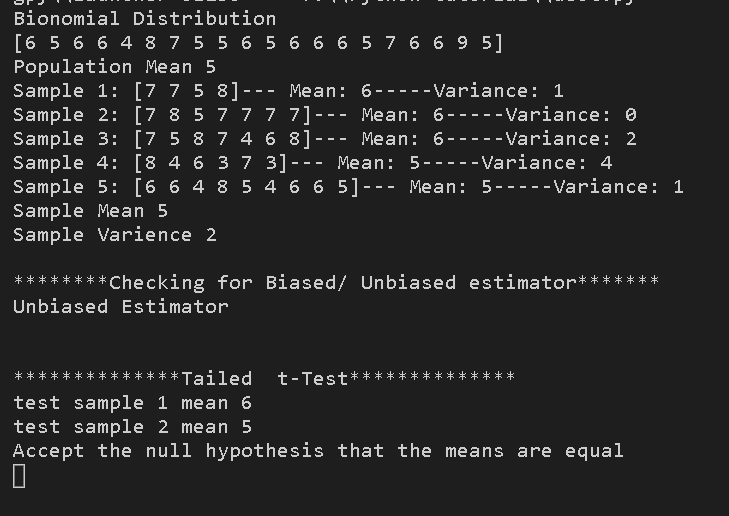 Bionomial Distribution
[6 5 6 6 4 8 7 5 5 6 5 6 6 6 5 7 6 6 9 5]
Population Mean 5
Sample 1: [7 7 5 8]--- Mean: 6-----Variance: 1
Sample 2: [7 8 5 7 7 7 7]--- Mean: 6-----Variance: 0
Sample 3: [7 5 8 7 4 6 8]--- Mean: 6-----Variance: 2
Sample 4: [8 4 6 3 7 3]--- Mean: 5-----Variance: 4
Sample 5: [6 6 4 8 5 4 6 6 5]--- Mean: 5-----Variance: 1
Sample Mean 5
Sample Varience 2
********Checking for Biased/ Unbiased estimator*******
Unbiased Estimator
**************Tailed  t-Test**************
test sample 1 mean 6
test sample 2 mean 5
Accept the null hypothesis that the means are equal